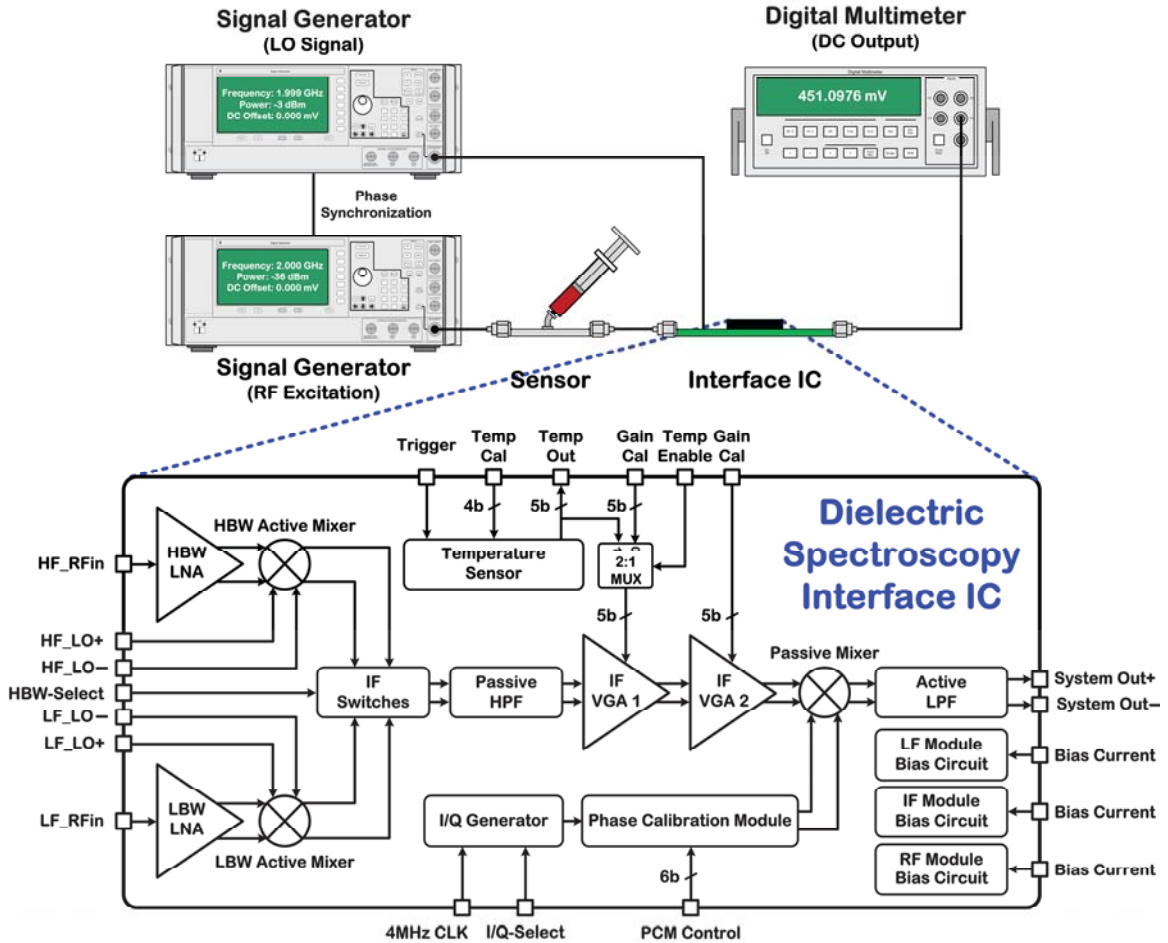 Signal Generator
(LO Signal)
Digital Multimeter
(DC Output)
Frequency: 1.999 GHz
Power: -3 dBm
DC Offset: 0.000 mV
Digital Multimeter
451.0976 mV
Phase
Synchronization
Frequency: 2.000 GHz
Power: -36 dBm
DC Offset: 0.000 mV
Signal Generator
(RF Excitation)
Sensor
Interface IC
Trigger
Temp
Cal
Temp
Out
Gain
Cal
Temp
Enable
Gain
Cal
4b
5b
5b
Dielectric
Spectroscopy
Interface IC
HBW Active Mixer
HBW
LNA
Temperature
Sensor
2:1
MUX
HF_RFin
5b
5b
HF_LO+
HF_LO−
HBW-Select
LF_LO−
LF_LO+
LF_RFin
IF
Switches
Passive
HPF
IF
VGA 1
IF
VGA 2
Passive Mixer
Active
LPF
System Out+
System Out−
LF Module
Bias Circuit
Bias Current
IF Module
Bias Circuit
Bias Current
RF Module
Bias Circuit
Bias Current
LBW
LNA
LBW Active Mixer
I/Q Generator
Phase Calibration Module
6b
4MHz CLK
I/Q-Select
PCM Control